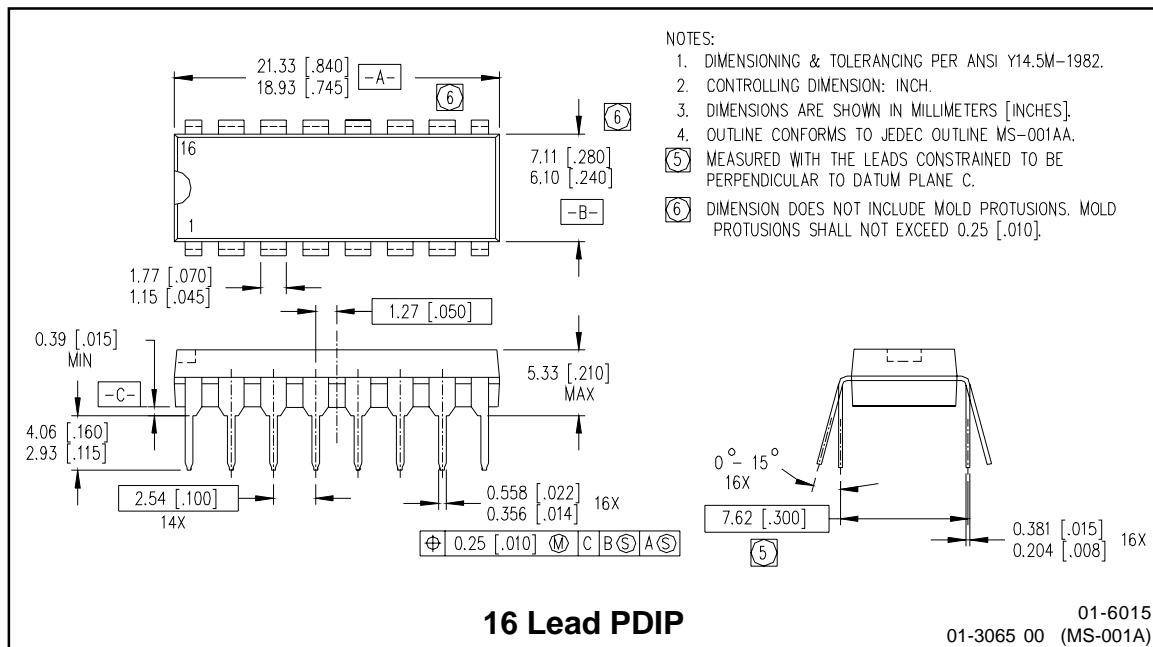 21.33 [.840]
18.93 [.745]
-A-
6
6
16
1
7.11 [.280]
6.10 [.240]
-B-
1.77 [.070]
1.15 [.045]
1.27 [.050]
0.39 [.015]
MIN
-C-
5.33 [.210]
MAX
4.06 [.160]
2.93 [.115]
2.54 [.100]
14X
0.558 [.022]
0.356 [.014] 16X
⌖ 0.25 [.010] Ⓜ C BⓈ AⓈ
NOTES:
1. DIMENSIONING & TOLERANCING PER ANSI Y14.5M-1982.
2. CONTROLLING DIMENSION: INCH.
3. DIMENSIONS ARE SHOWN IN MILLIMETERS [INCHES].
4. OUTLINE CONFORMS TO JEDEC OUTLINE MS-001AA.
5 MEASURED WITH THE LEADS CONSTRAINED TO BE
PERPENDICULAR TO DATUM PLANE C.
6 DIMENSION DOES NOT INCLUDE MOLD PROTUSIONS. MOLD
PROTUSIONS SHALL NOT EXCEED 0.25 [.010].
0°-15°
16X
7.62 [.300]
5
0.381 [.015]
0.204 [.008] 16X
16 Lead PDIP
01-6015
01-3065 00 (MS-001A)